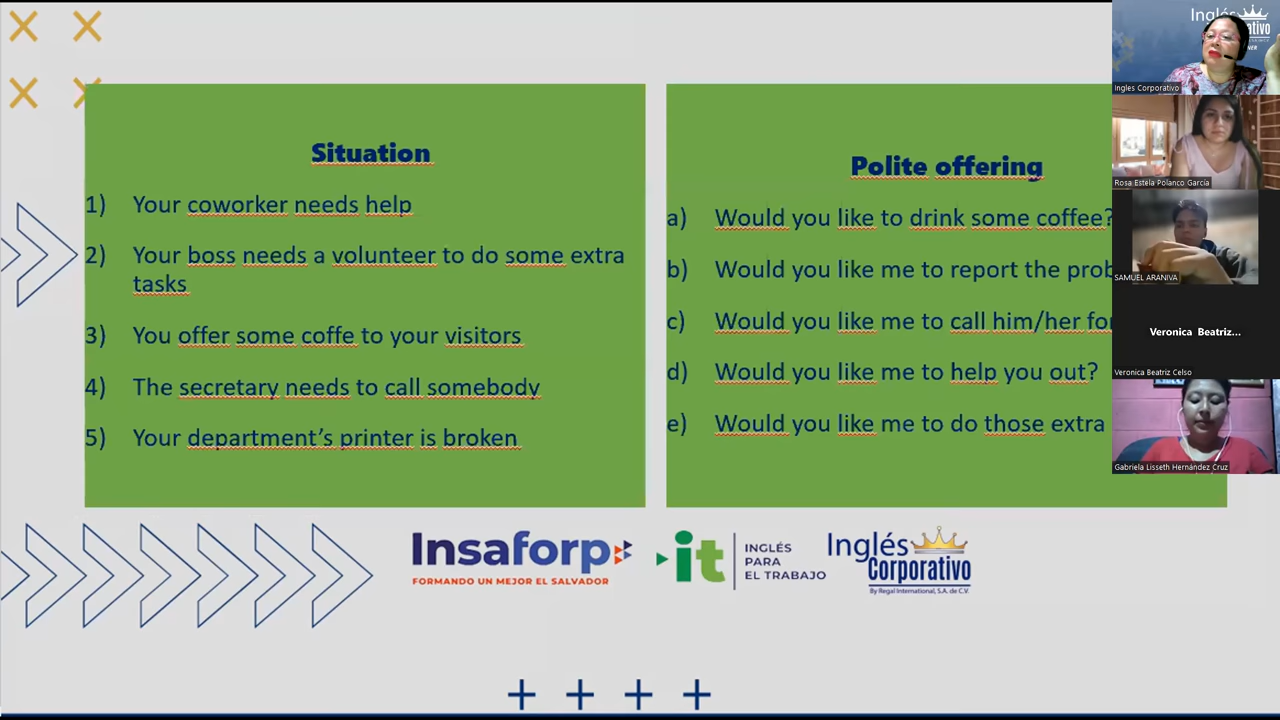 Situation
1) Your coworker needs help
2) Your boss needs a volunteer to do some extra
tasks
3) You offer some coffe to your visitors
4) The secretary needs to call somebody
5) Your department's printer is broken
Polite offering
a) Would you like to drink some coffee?
b) Would you like me to report the
c) Would you like me to call him/her
d) Would you like me to help you out?
e) Would you like me to do those extra
Insaforp
FORMANDO UN MEJOR EL SALVADOR
it
INGLÉS
PARA
EL TRABAJO
Inglés
Corporativo
By Regal International, S.A. de C.V.
Inglés
Ingles Corporativo
Rosa Estela Polanco García
SAMUEL ARANIVA
Veronica Beatriz...
Veronica Beatriz Celso
Gabriela Lisseth Hernández Cruz